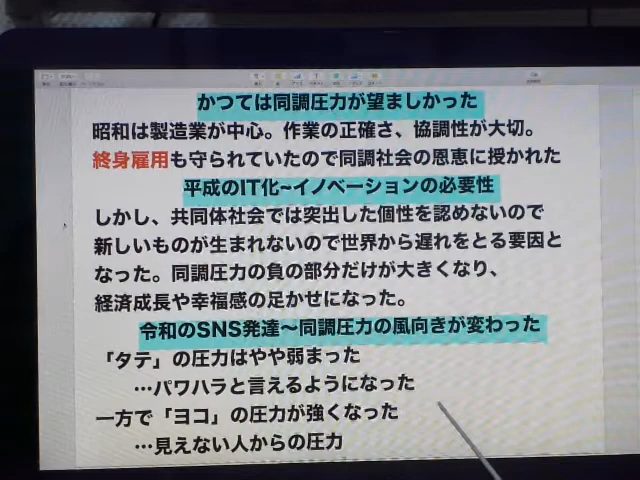 かつては同調圧力が望ましかった
昭和は製造業が中心。作業の正確さ、協調性が大切。
終身雇用も守られていたので同調社会の恩恵に授かれた
平成のIT化~イノベーションの必要性
しかし、共同体社会では突出した個性を認めないので
新しいものが生まれないので世界から遅れをとる要因と
なった。同調圧力の負の部分だけが大きくなり、
経済成長や幸福感の足かせになった。
令和のSNS発達〜同調圧力の風向きが変わった
「タテ」の圧力はやや弱まった
…パワハラと言えるようになった
一方で「ヨコ」の圧力が強くなった
…見えない人からの圧力